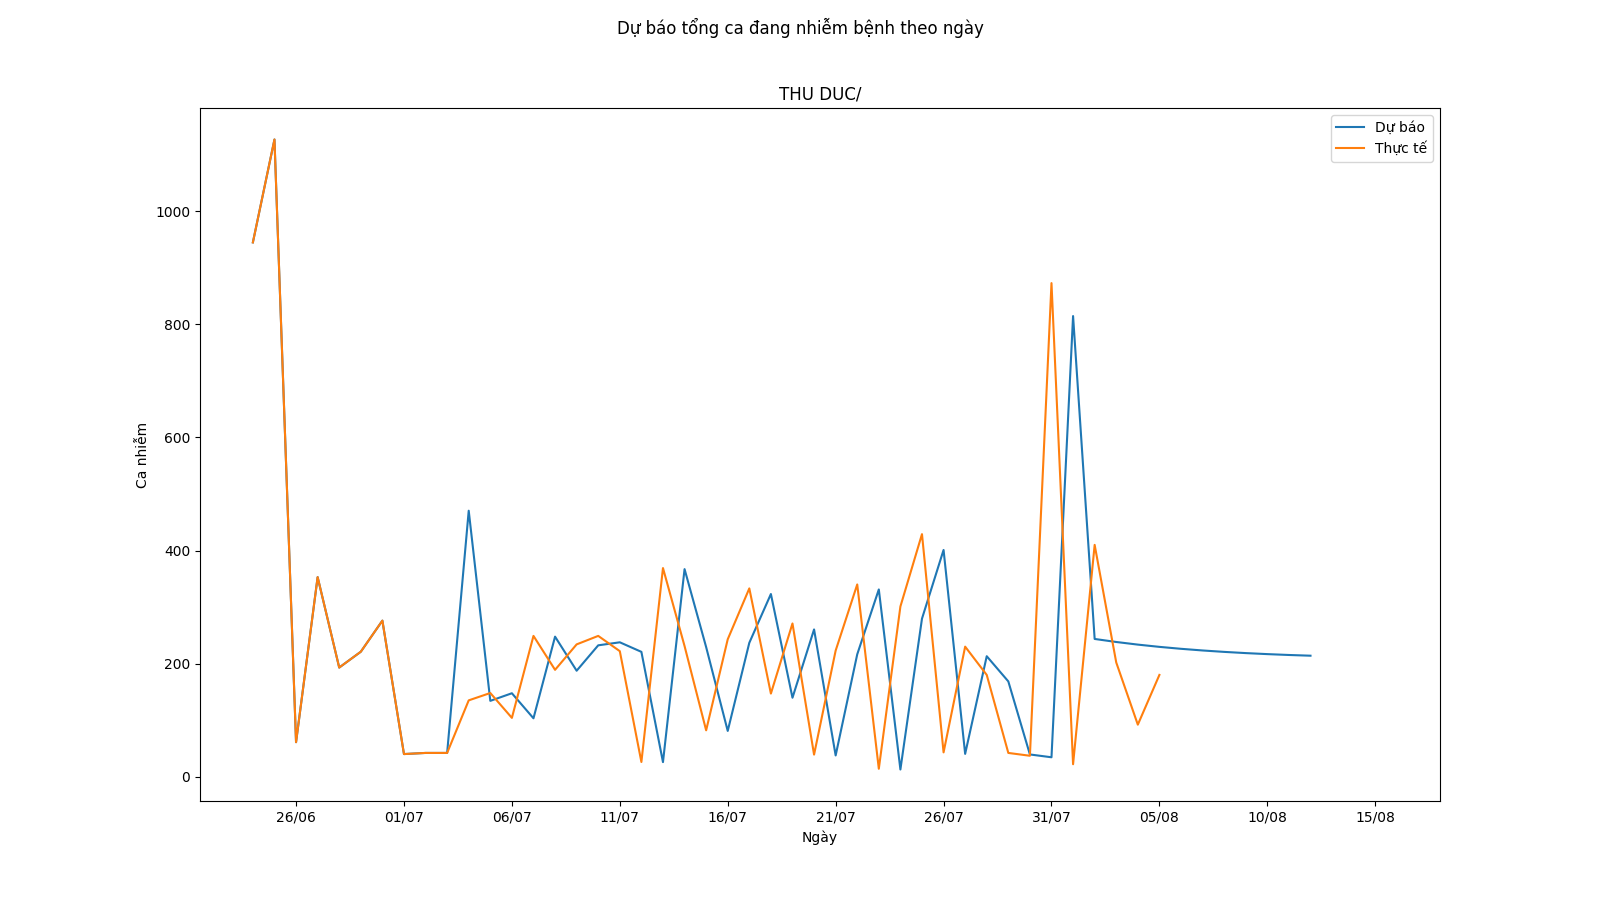 Dự báo tổng ca đang nhiễm bệnh theo ngày
THU DUC/
Dự báo
Thực tế
1000
800
600
400
200
0
Ca nhiễm
26/06 01/07 06/07 11/07 16/07 21/07 26/07 31/07 05/08 10/08 15/08
Ngày